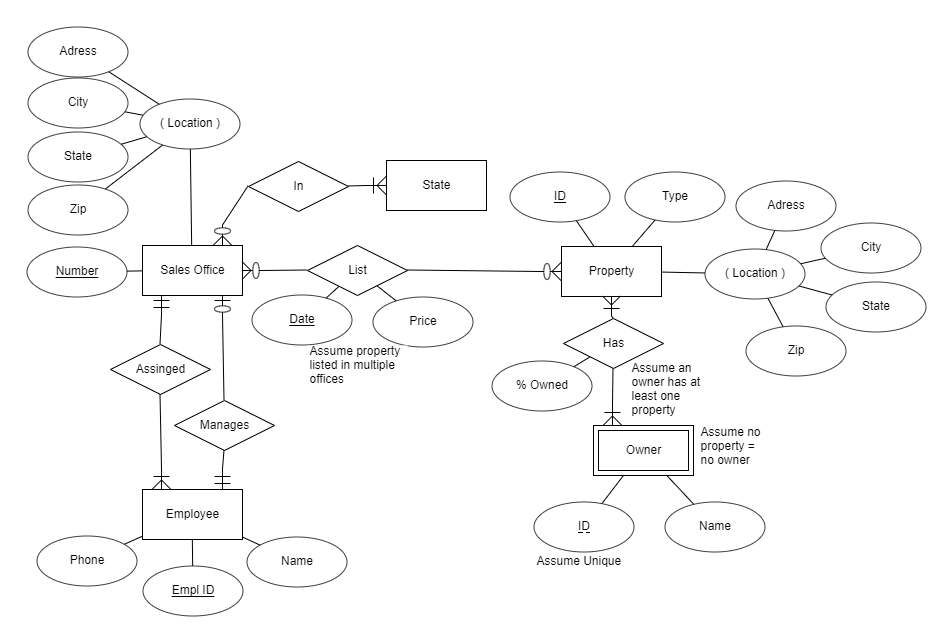 Adress
City
( Location )
State
Zip
Number
In
State
Sales Office
List
Date
Price
Assume property
listed in multiple
offices
ID
Type
Property
Adress
City
( Location )
State
Zip
Has
% Owned
Assume an
owner has at
least one
property
Owner
Assume no
property =
no owner
ID
Name
Assume Unique
Assinged
Manages
Employee
Phone
Empl ID
Name